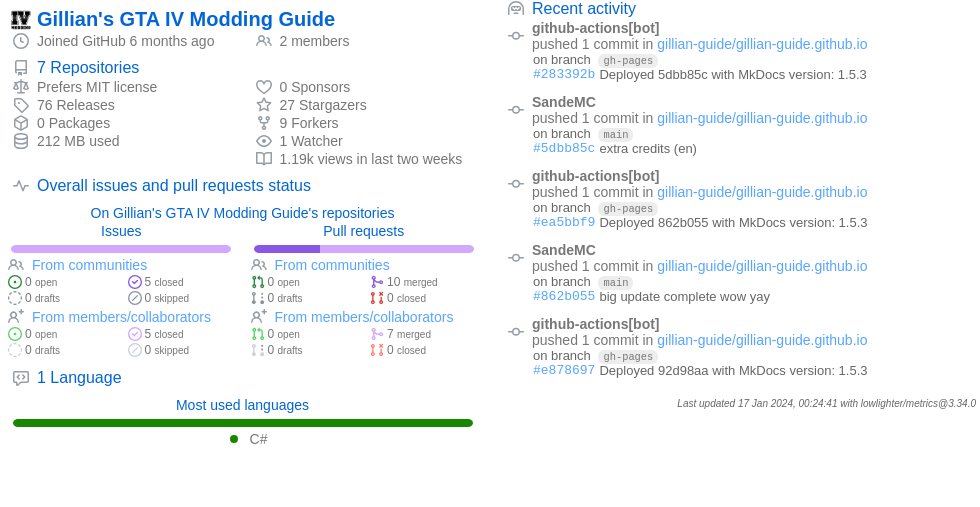 Gillian's GTA IV Modding Guide
Joined GitHub 6 months ago
2 members
7 Repositories
Prefers MIT license
76 Releases
0 Packages
212 MB used
0 Sponsors
27 Stargazers
9 Forkers
1 Watcher
1.19k views in last two weeks
Overall issues and pull requests status
On Gillian's GTA IV Modding Guide's repositories
Issues
From communities
0 open
5 closed
0 drafts
0 skipped
From members/collaborators
0 open
5 closed
0 drafts
0 skipped
Pull requests
From communities
0 open
10 merged
0 drafts
0 closed
From members/collaborators
0 open
7 merged
0 drafts
0 closed
1 Language
Most used languages
C#
Recent activity
github-actions[bot]
pushed 1 commit in gillian-guide/gillian-guide.github.io
on branch gh-pages
#283392b Deployed 5dbb85c with MkDocs version: 1.5.3
SandeMC
pushed 1 commit in gillian-guide/gillian-guide.github.io
on branch main
#5dbb85c extra credits (en)
github-actions[bot]
pushed 1 commit in gillian-guide/gillian-guide.github.io
on branch gh-pages
#ea5bbf9 Deployed 862b055 with MkDocs version: 1.5.3
SandeMC
pushed 1 commit in gillian-guide/gillian-guide.github.io
on branch main
#862b055 big update complete wow yay
github-actions[bot]
pushed 1 commit in gillian-guide/gillian-guide.github.io
on branch gh-pages
#e878697 Deployed 92d98aa with MkDocs version: 1.5.3
Last updated 17 Jan 2024, 00:24:41 with lowlighter/metrics@3.34.0